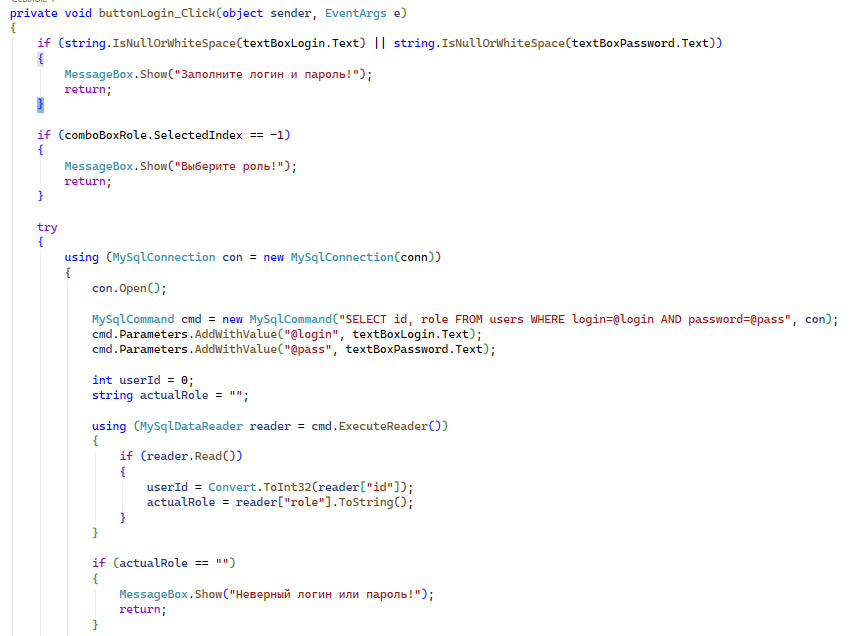 private void buttonLogin_Click(object sender, EventArgs e)
{
    if (string.IsNullOrWhiteSpace(textBoxLogin.Text) || string.IsNullOrWhiteSpace(textBoxPassword.Text))
    {
        MessageBox.Show("Заполните логин и пароль!");
        return;
    }

    if (comboBoxRole.SelectedIndex == -1)
    {
        MessageBox.Show("Выберите роль!");
        return;
    }

    try
    {
        using (MySqlConnection con = new MySqlConnection(conn))
        {
            con.Open();

            MySqlCommand cmd = new MySqlCommand("SELECT id, role FROM users WHERE login=@login AND password=@pass", con);
            cmd.Parameters.AddWithValue("@login", textBoxLogin.Text);
            cmd.Parameters.AddWithValue("@pass", textBoxPassword.Text);

            int userId = 0;
            string actualRole = "";

            using (MySqlDataReader reader = cmd.ExecuteReader())
            {
                if (reader.Read())
                {
                    userId = Convert.ToInt32(reader["id"]);
                    actualRole = reader["role"].ToString();
                }
            }

            if (actualRole == "")
            {
                MessageBox.Show("Неверный логин или пароль!");
                return;
            }